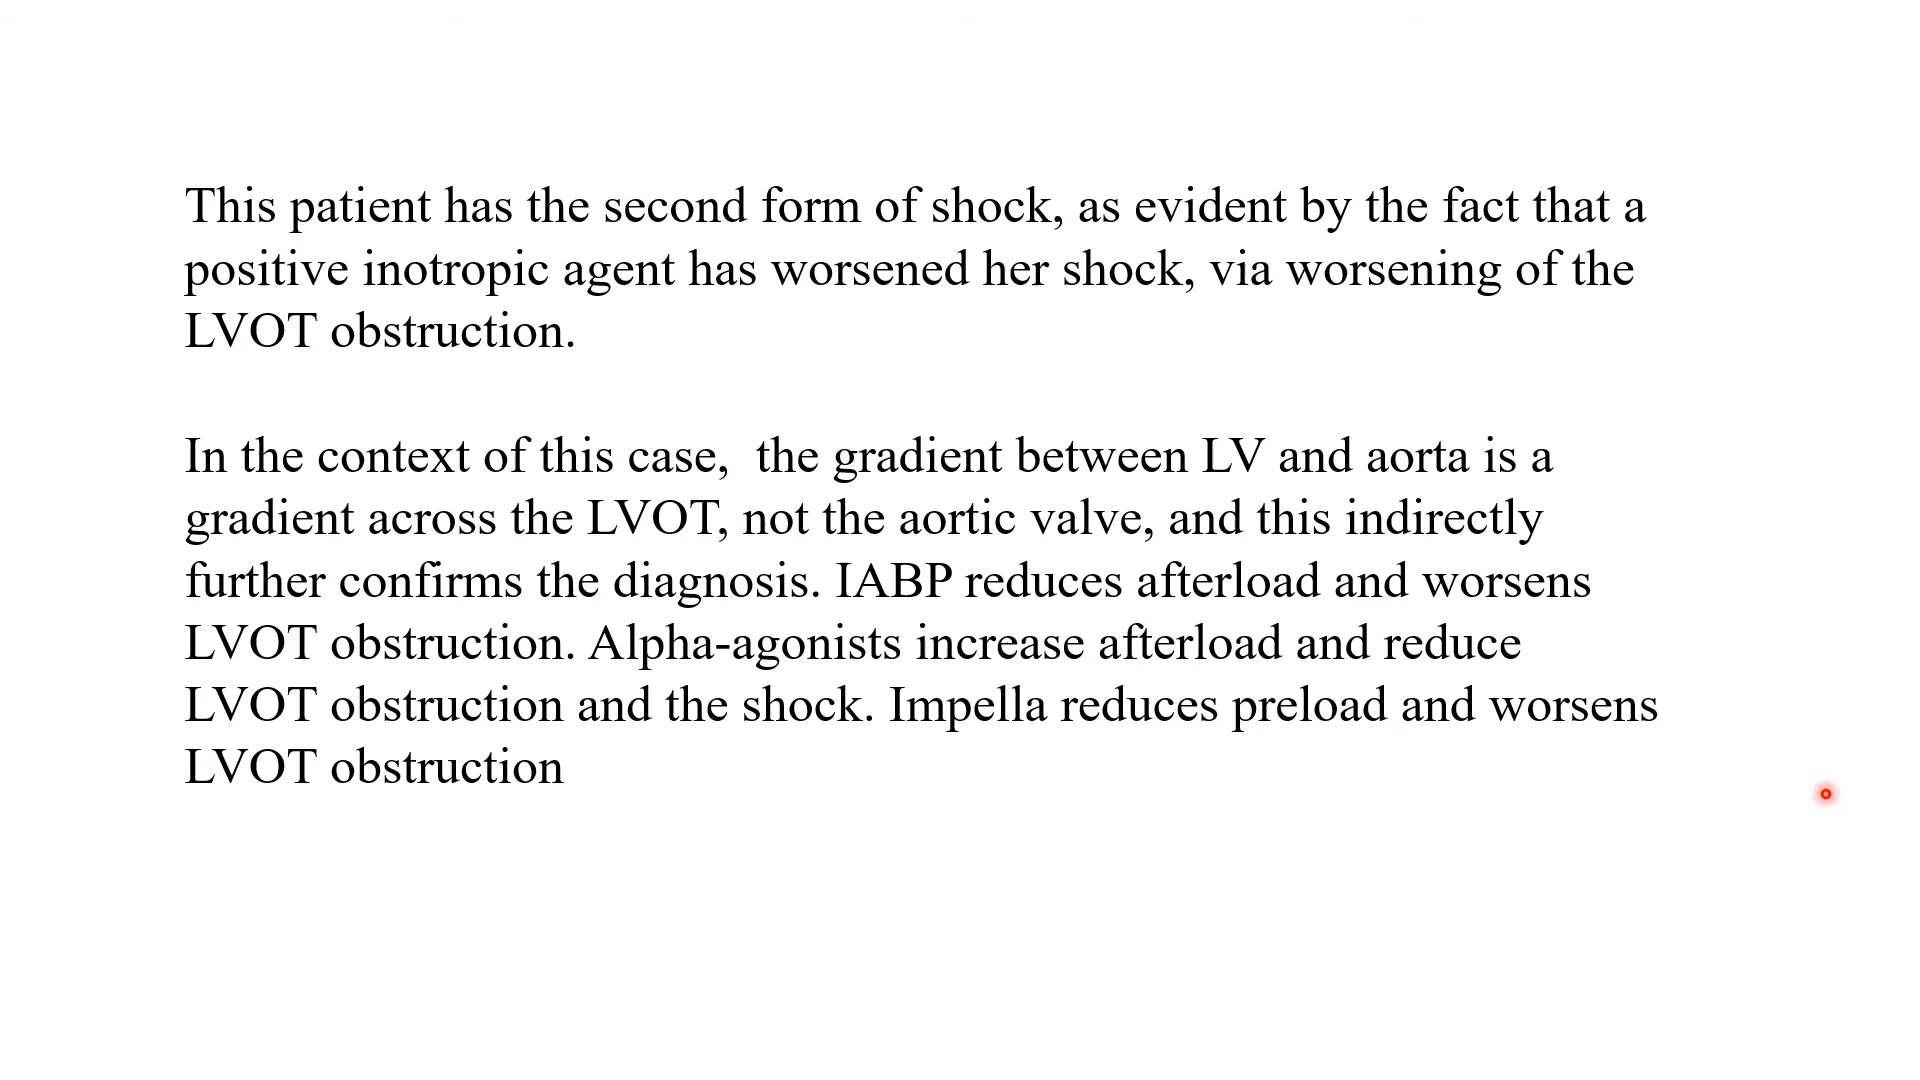 This patient has the second form of shock, as evident by the fact that a
positive inotropic agent has worsened her shock, via worsening of the
LVOT obstruction.
In the context of this case,  the gradient between LV and aorta is a
gradient across the LVOT, not the aortic valve, and this indirectly
further confirms the diagnosis. IABP reduces afterload and worsens
LVOT obstruction. Alpha-agonists increase afterload and reduce
LVOT obstruction and the shock. Impella reduces preload and worsens
LVOT obstruction